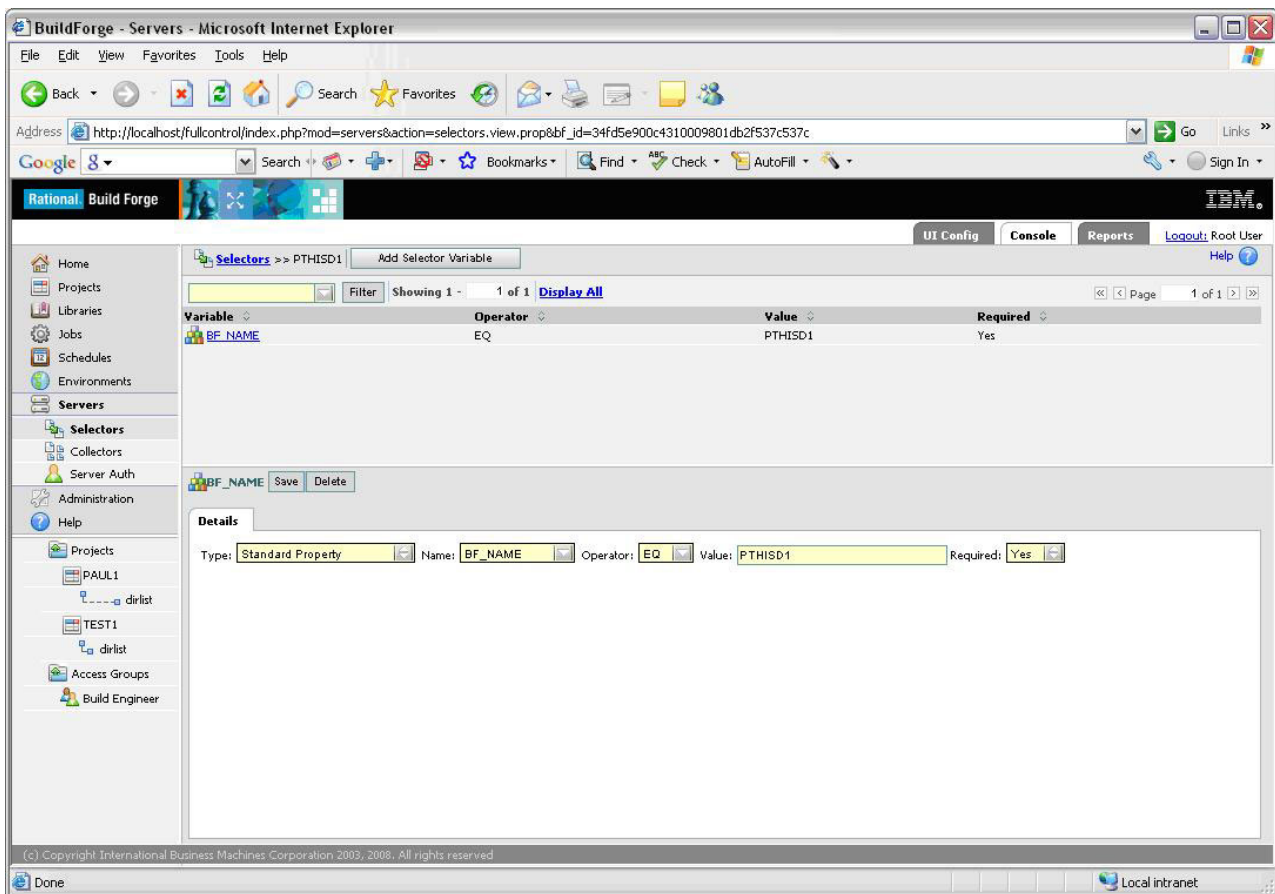 BuildForge - Servers - Microsoft Internet Explorer
File Edit View Favorites Tools Help
Back Search Favorites
Address http://localhost/fullcontrol/index.php?mod=servers&action=selectors.view.prop&bf_id=34fd5e900c4310009801db2f537c537c Go Links »
Google Search Bookmarks Find ABC Check AutoFill Sign In
Rational. Build Forge IBM.
UI Config Console Reports Logout: Root User
Selectors >> PTHISD1 Add Selector Variable Help
Filter Showing 1 - 1 of 1 Display All Page 1 of 1
Variable Operator Value Required
BF_NAME EQ PTHISD1 Yes
Home
Projects
Libraries
Jobs
Schedules
Environments
Servers
Selectors
Collectors
Server Auth
Administration
Help
Projects
PAUL1
dirlist
TEST1
dirlist
Access Groups
Build Engineer
BF_NAME Save Delete
Details
Type: Standard Property Name: BF_NAME Operator: EQ Value: PTHISD1 Required: Yes
(c) Copyright International Business Machines Corporation 2003, 2008. All rights reserved
Done Local intranet